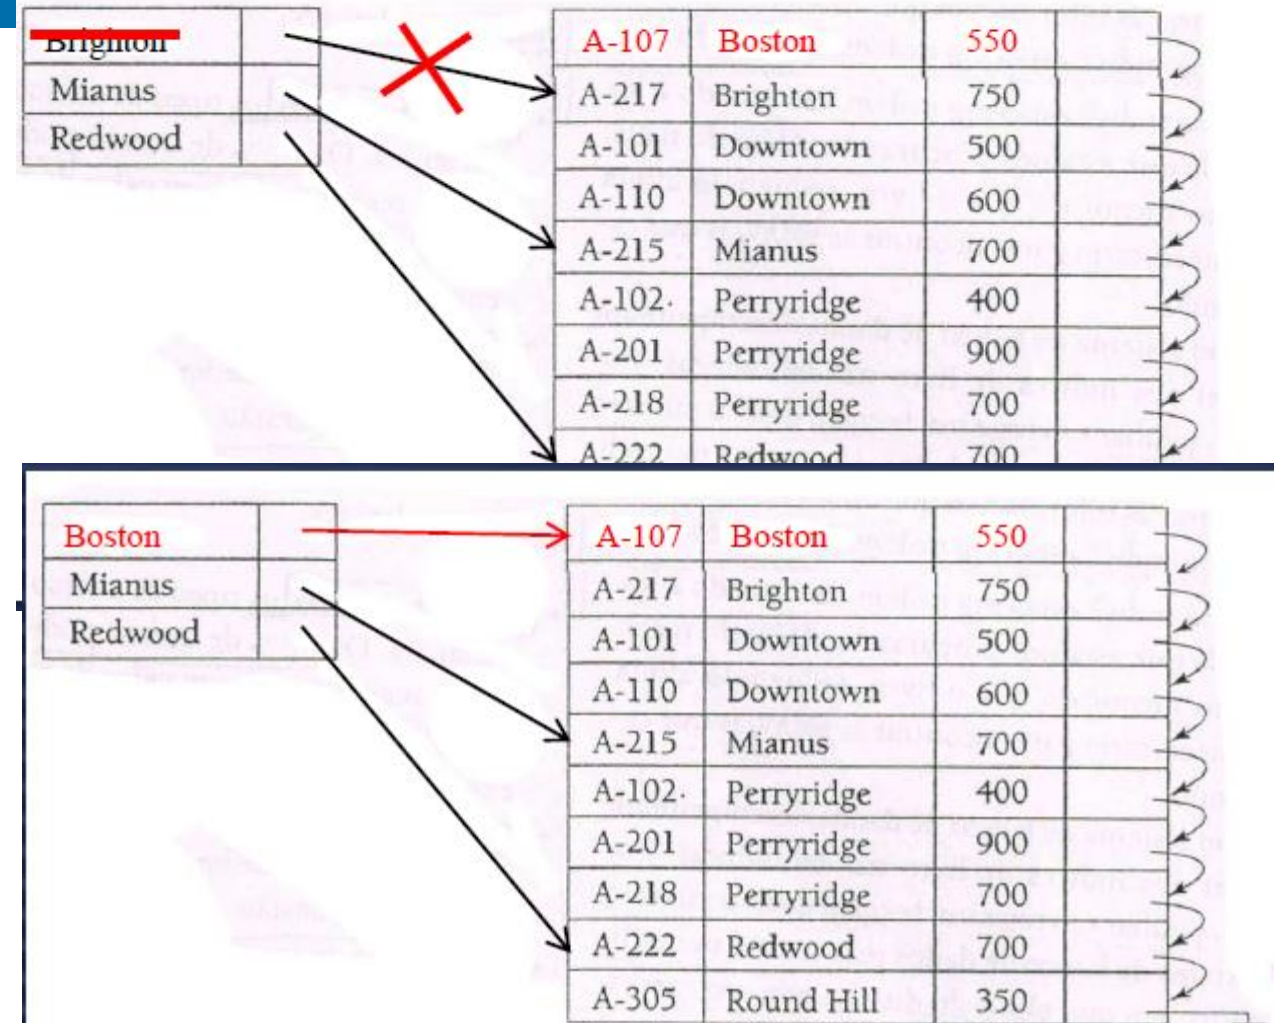 Brighton
Mianus
Redwood
A-107 Boston 550
A-217 Brighton 750
A-101 Downtown 500
A-110 Downtown 600
A-215 Mianus 700
A-102 Perryridge 400
A-201 Perryridge 900
A-218 Perryridge 700
A-222 Redwood 700
Boston
Mianus
Redwood
A-107 Boston 550
A-217 Brighton 750
A-101 Downtown 500
A-110 Downtown 600
A-215 Mianus 700
A-102 Perryridge 400
A-201 Perryridge 900
A-218 Perryridge 700
A-222 Redwood 700
A-305 Round Hill 350